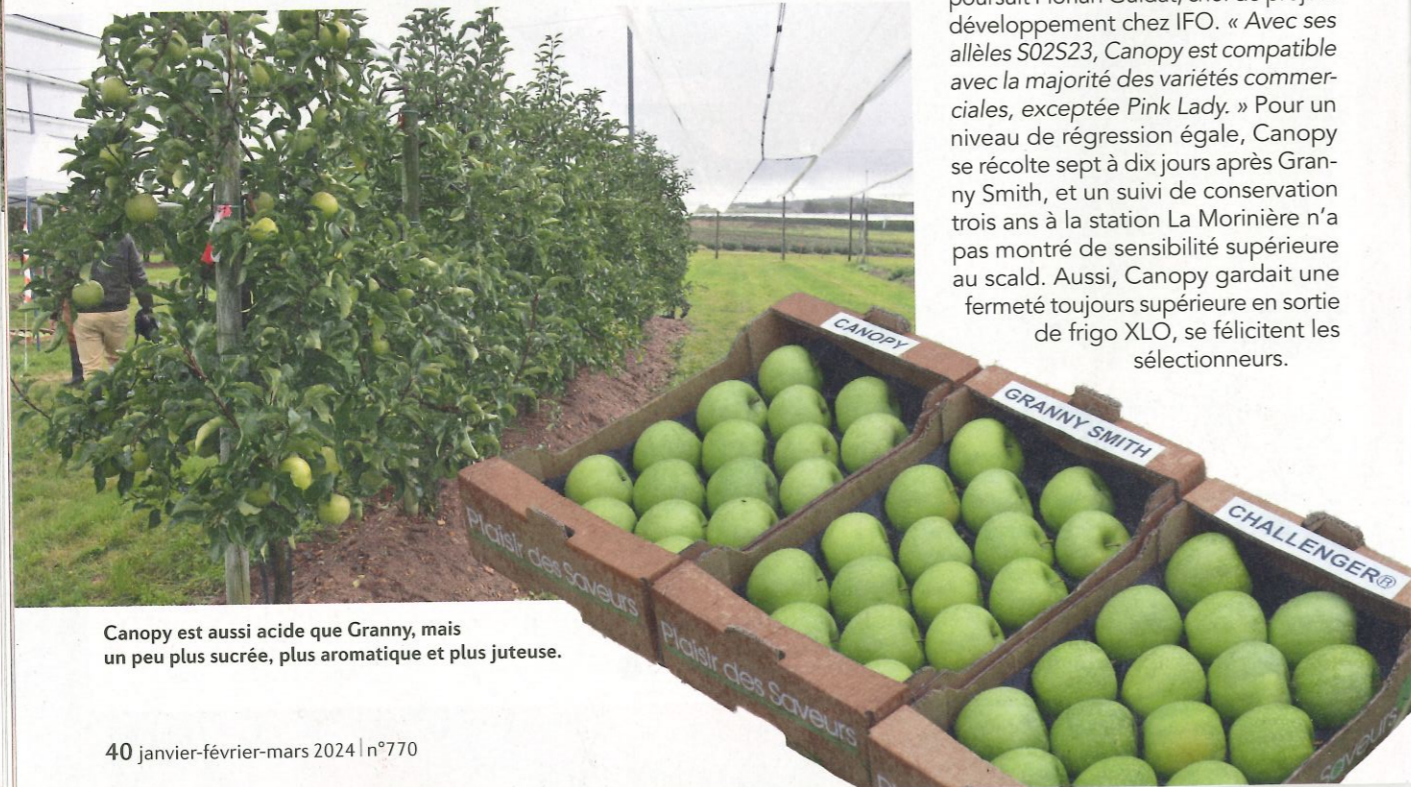 développement chez IFO. « Avec ses
allèles S02S23, Canopy est compatible
avec la majorité des variétés commer-
ciales, exceptée Pink Lady. » Pour un
niveau de régression égale, Canopy
se récolte sept à dix jours après Gran-
ny Smith, et un suivi de conservation
trois ans à la station La Morinière n’a
pas montré de sensibilité supérieure
au scald. Aussi, Canopy gardait une
fermeté toujours supérieure en sortie
de frigo XLO, se félicitent les
sélectionneurs.
CANOPY
GRANNY SMITH
CHALLENGER®
Plaisir des Saveurs
Plaisir des Saveurs
saveurs
Canopy est aussi acide que Granny, mais
un peu plus sucrée, plus aromatique et plus juteuse.
40 janvier-février-mars 2024 | n°770